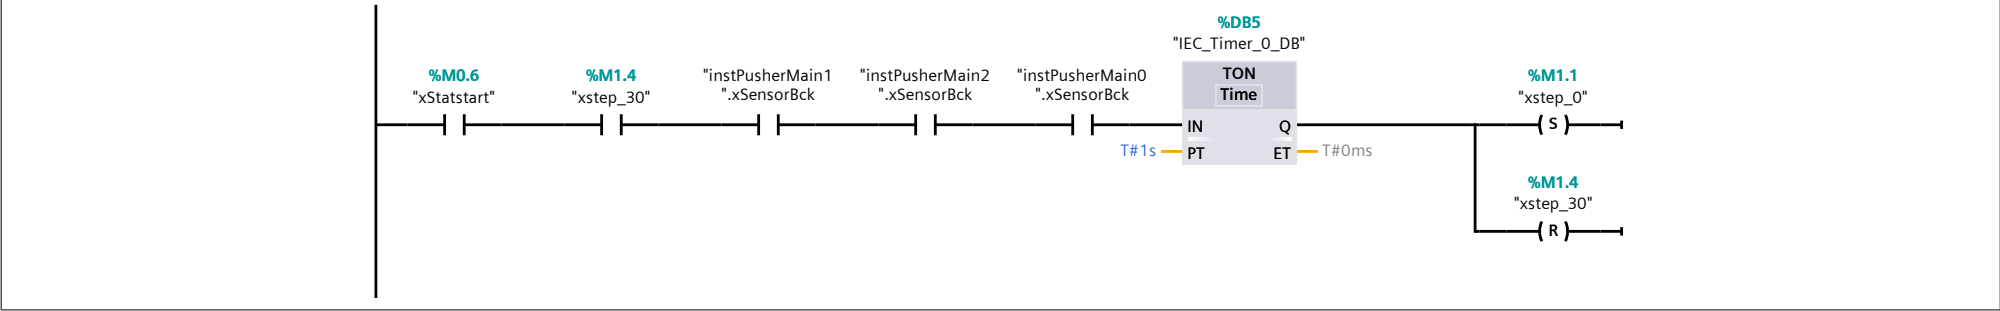 %DB5
"IEC_Timer_0_DB"
%M0.6
"xStatstart"
%M1.4
"xstep_30"
"instPusherMain1
".xSensorBck
"instPusherMain2
".xSensorBck
"instPusherMain0
".xSensorBck
TON
Time
IN
Q
T#1s
PT
ET
T#0ms
%M1.1
"xstep_0"
S
%M1.4
"xstep_30"
R